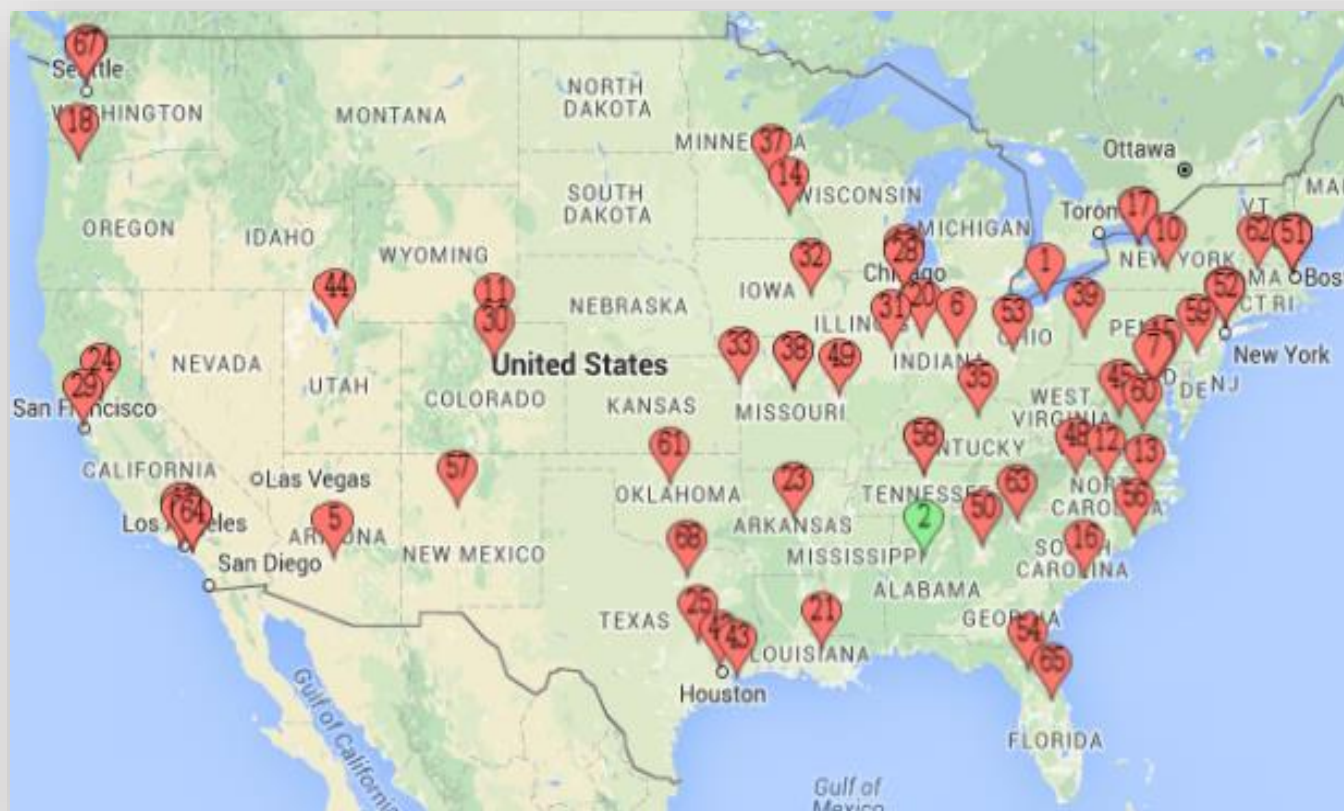 67
Seattle
WASHINGTON
18
MONTANA
NORTH
DAKOTA
MINNESOTA
37
14
WISCONSIN
Ottawa
OREGON
IDAHO
WYOMING
SOUTH
DAKOTA
MICHIGAN
Toron
17
10
NEW YORK
VT
62
51
MA
Bos
CT RI
44
11
30
NEBRASKA
IOWA
32
28
Chicago
20
31
6
1
53
39
52
59
New York
24
29
San Francisco
NEVADA
UTAH
COLORADO
United States
KANSAS
33
38
49
MISSOURI
ILLINOIS
INDIANA
OHIO
35
7
45
60
DE
NJ
WEST
VIRGINIA
CALIFORNIA
Las Vegas
64
Los Angeles
San Diego
5
ARIZONA
57
NEW MEXICO
61
OKLAHOMA
23
ARKANSAS
58
KENTUCKY
TENNESSEE
2
63
50
48
12
13
NORTH
CAROLINA
56
16
SOUTH
CAROLINA
MISSISSIPPI
ALABAMA
GEORGIA
68
TEXAS
25
43
Houston
21
LOUISIANA
54
65
FLORIDA
Gulf of California
Gulf of
Mexico